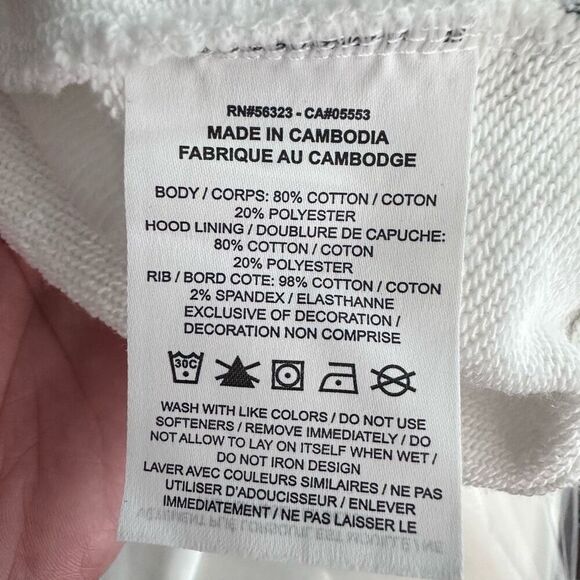 RN#56323 - CA#05553
MADE IN CAMBODIA
FABRIQUE AU CAMBODGE
BODY / CORPS: 80% COTTON / COTON
20% POLYESTER
HOOD LINING / DOUBLURE DE CAPUCHE:
80% COTTON / COTON
20% POLYESTER
RIB / BORD COTE: 98% COTTON / COTON
2% SPANDEX / ELASTHANNE
EXCLUSIVE OF DECORATION /
DECORATION NON COMPRISE
30C
WASH WITH LIKE COLORS / DO NOT USE
SOFTENERS / REMOVE IMMEDIATELY / DO
NOT ALLOW TO LAY ON ITSELF WHEN WET /
DO NOT IRON DESIGN
LAVER AVEC COULEURS SIMILAIRES / NE PAS
UTILISER D'ADOUCISSEUR / ENLEVER
IMMEDIATEMENT / NE PAS LAISSER LE